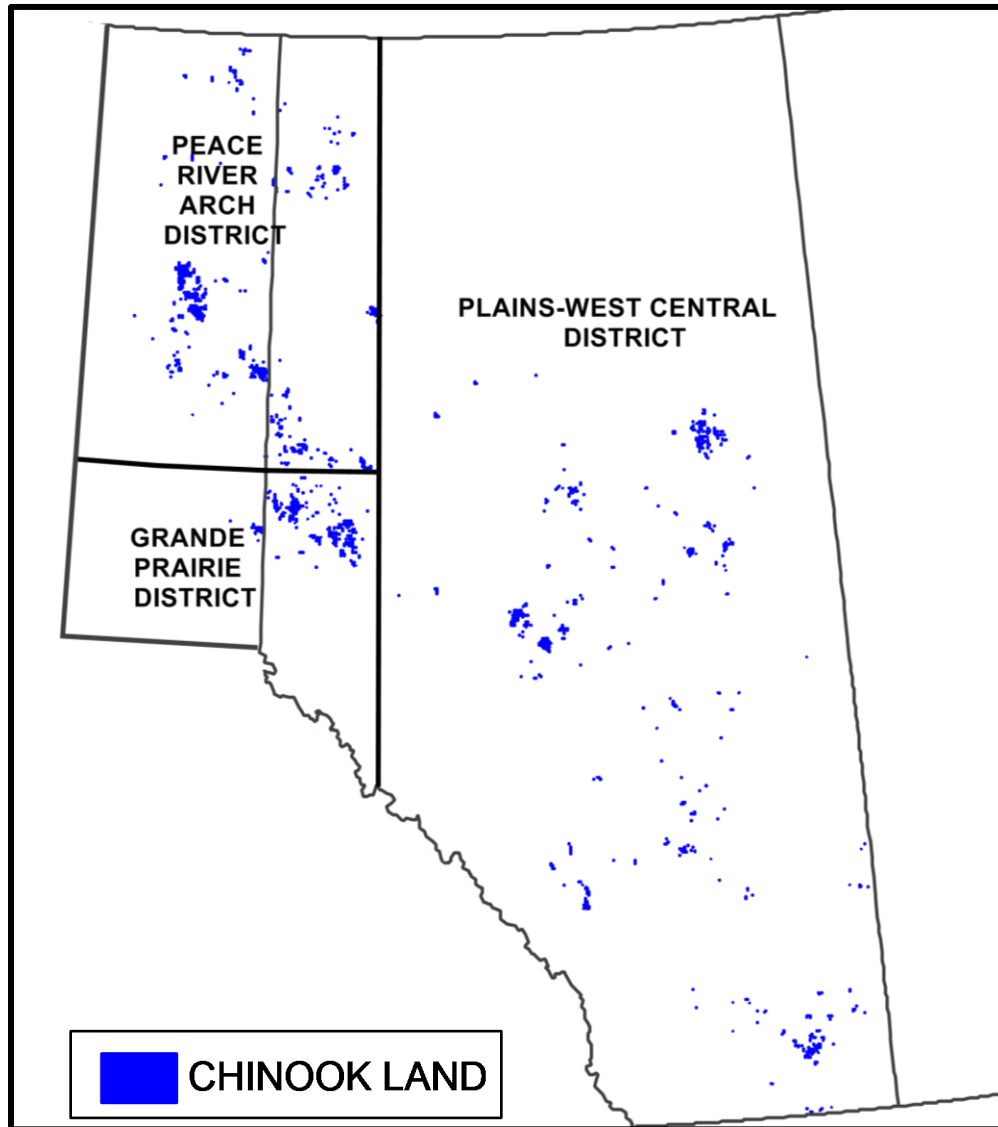 PEACE
RIVER
ARCH
DISTRICT
PLAINS-WEST CENTRAL
DISTRICT
GRANDE
PRAIRIE
DISTRICT
CHINOOK LAND